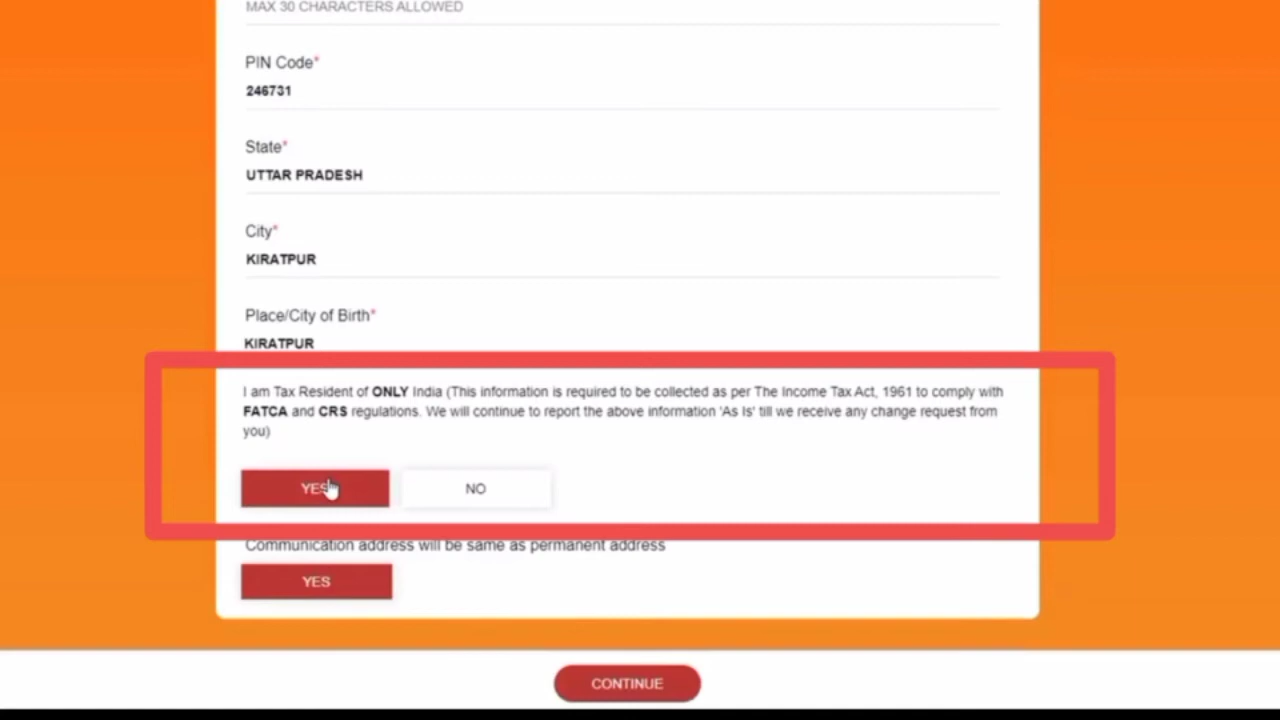 MAX 30 CHARACTERS ALLOWED
PIN Code*
246731
State*
UTTAR PRADESH
City*
KIRATPUR
Place/City of Birth*
KIRATPUR
I am Tax Resident of ONLY India (This information is required to be collected as per The Income Tax Act, 1961 to comply with
FATCA and CRS regulations. We will continue to report the above information 'As Is' till we receive any change request from
you)
YES NO
Communication address will be same as permanent address
YES
CONTINUE